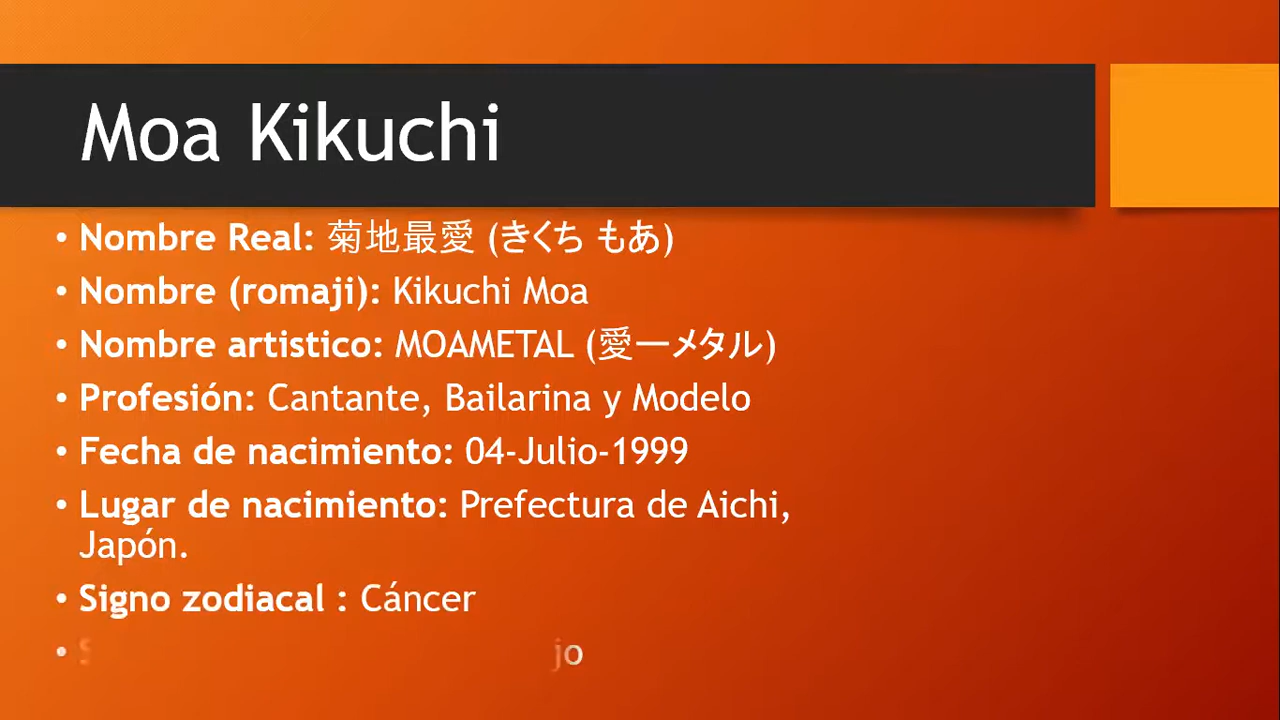 Moa Kikuchi
• Nombre Real: 菊地最愛 (きくち もあ)
• Nombre (romaji): Kikuchi Moa
• Nombre artistico: MOAMETAL (愛ーメタル)
• Profesión: Cantante, Bailarina y Modelo
• Fecha de nacimiento: 04-Julio-1999
• Lugar de nacimiento: Prefectura de Aichi,
Japón.
• Signo zodiacal : Cáncer